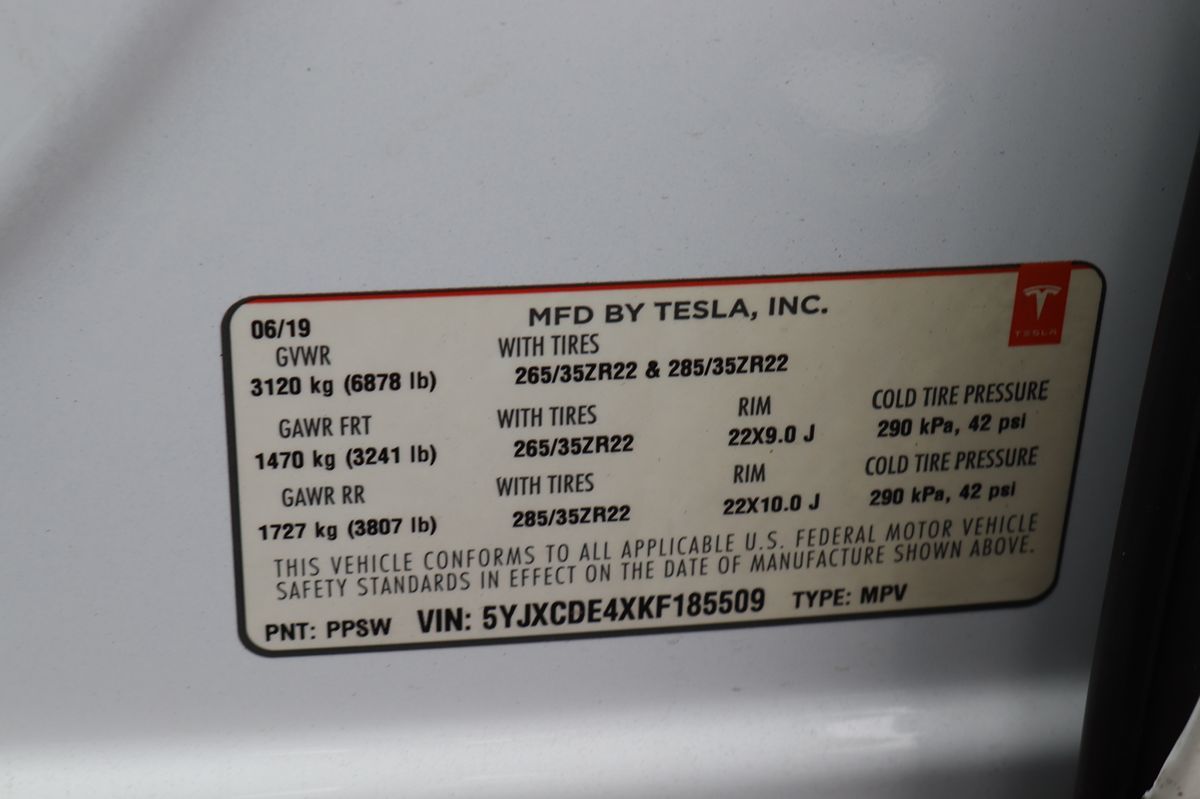 MFD BY TESLA, INC.
TESLA
06/19
GVWR WITH TIRES
3120 kg (6878 lb) 265/35ZR22 & 285/35ZR22
GAWR FRT WITH TIRES RIM COLD TIRE PRESSURE
1470 kg (3241 lb) 265/35ZR22 22X9.0 J 290 kPa, 42 psi
GAWR RR WITH TIRES RIM COLD TIRE PRESSURE
1727 kg (3807 lb) 285/35ZR22 22X10.0 J 290 kPa, 42 psi
THIS VEHICLE CONFORMS TO ALL APPLICABLE U.S. FEDERAL MOTOR VEHICLE
SAFETY STANDARDS IN EFFECT ON THE DATE OF MANUFACTURE SHOWN ABOVE.
PNT: PPSW VIN: 5YJXCDE4XKF185509 TYPE: MPV